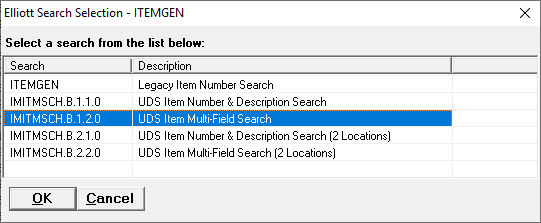 Elliott Search Selection - ITEMGEN
Select a search from the list below:
Search Description
ITEMGEN Legacy Item Number Search
IMITMSCH.B.1.1.0 UDS Item Number & Description Search
IMITMSCH.B.1.2.0 UDS Item Multi-Field Search
IMITMSCH.B.2.1.0 UDS Item Number & Description Search (2 Locations)
IMITMSCH.B.2.2.0 UDS Item Multi-Field Search (2 Locations)
OK Cancel